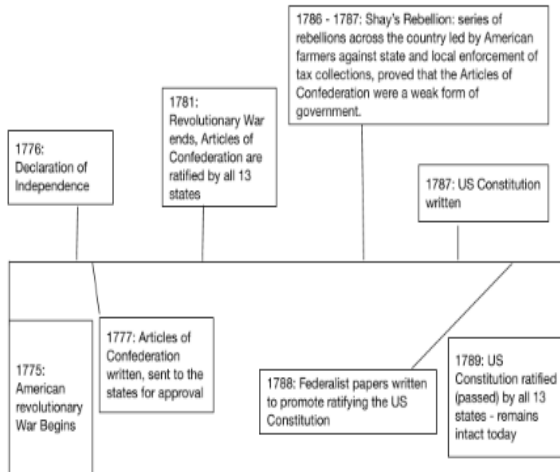 1786 - 1787: Shay's Rebellion: series of
rebellions across the country led by American
farmers against state and local enforcement of
tax collections, proved that the Articles of
Confederation were a weak form of
government.
1781:
Revolutionary War
ends, Articles of
Confederation are
ratified by all 13
states
1776:
Declaration of
Independence
1787: US Constitution
written
1775:
American
revolutionary
War Begins
1777: Articles of
Confederation
written, sent to the
states for approval
1788: Federalist papers written
to promote ratifying the US
Constitution
1789: US
Constitution ratified
(passed) by all 13
states - remains
intact today